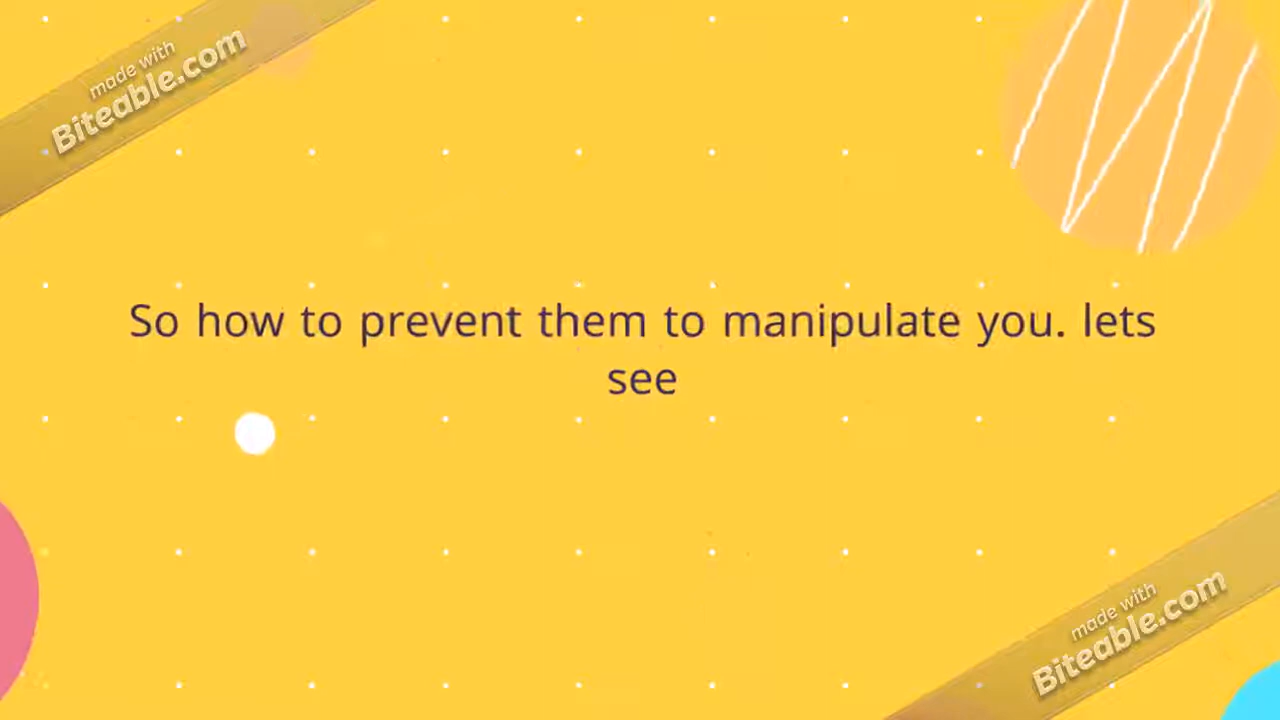 made with
Biteable.com
So how to prevent them to manipulate you. lets
see
made with
Biteable.com